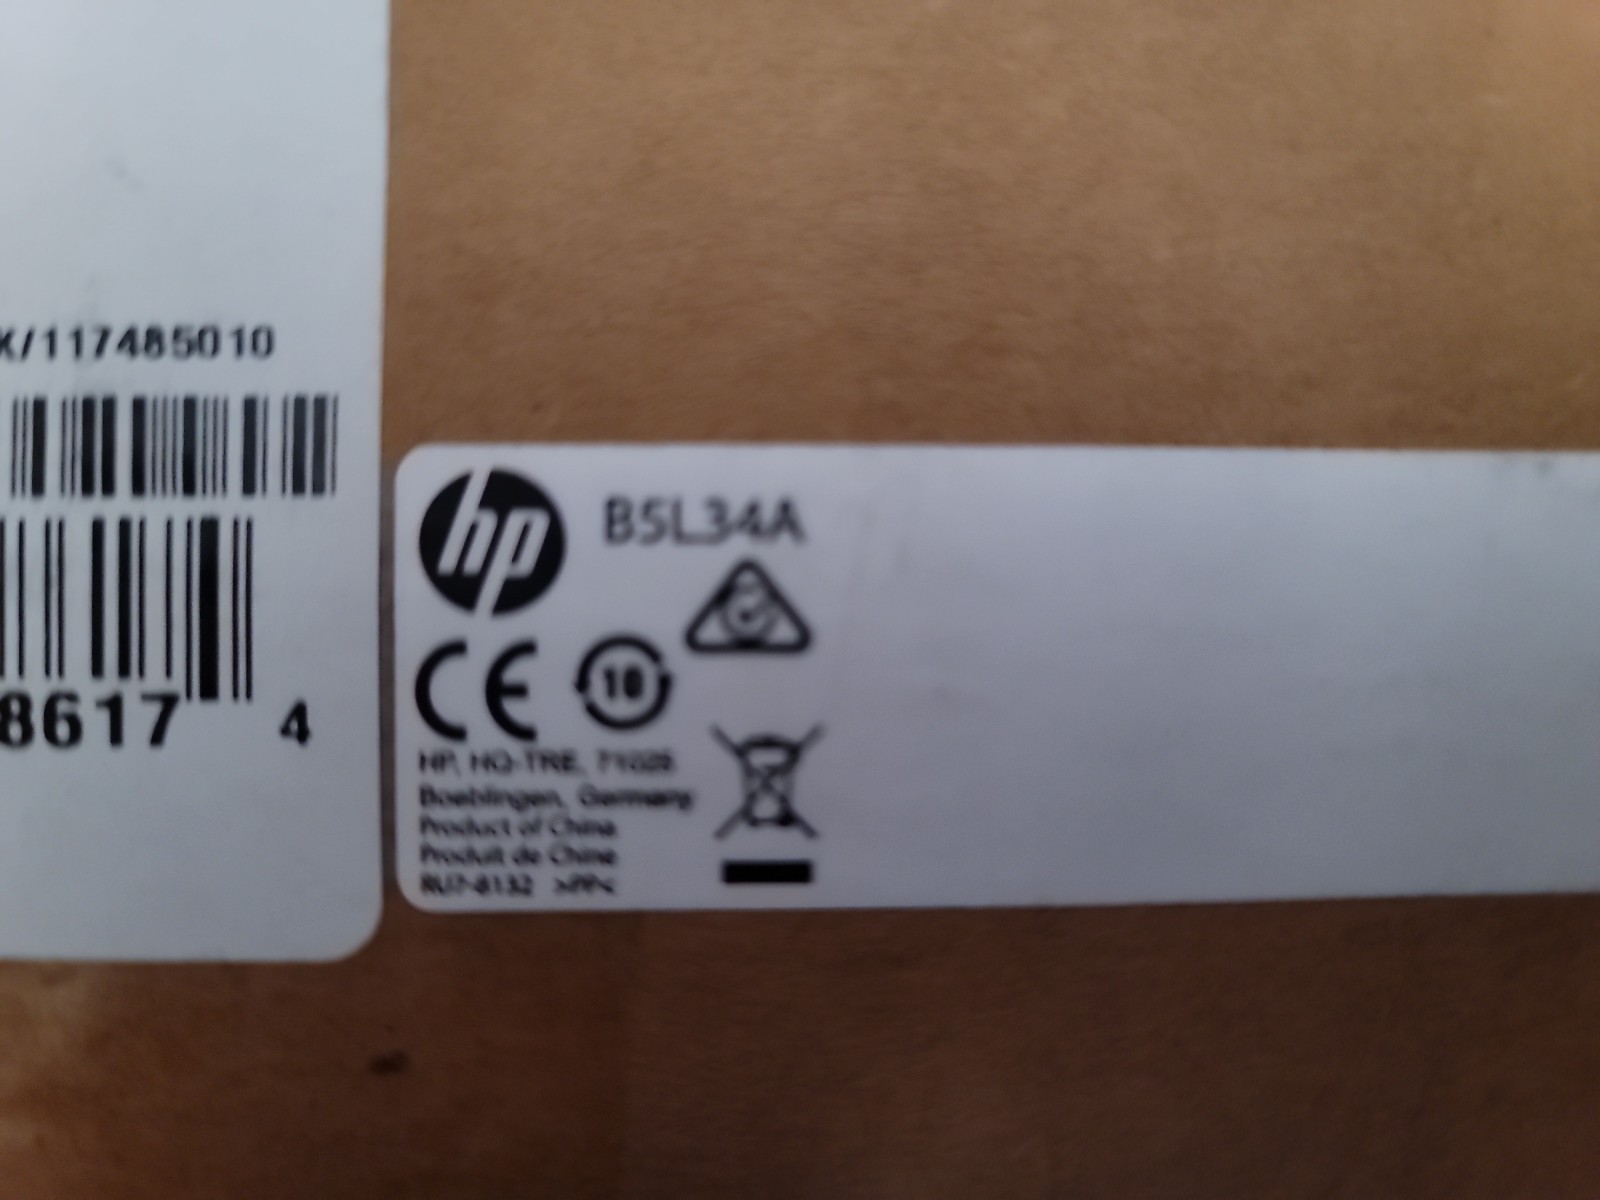 X/117485010
8617 4
hp B5L34A
CE 10
HP, HQ-TRE, 71025
Boeblingen, Germany
Product of China
Produit de Chine
RU7-8132 >PP<